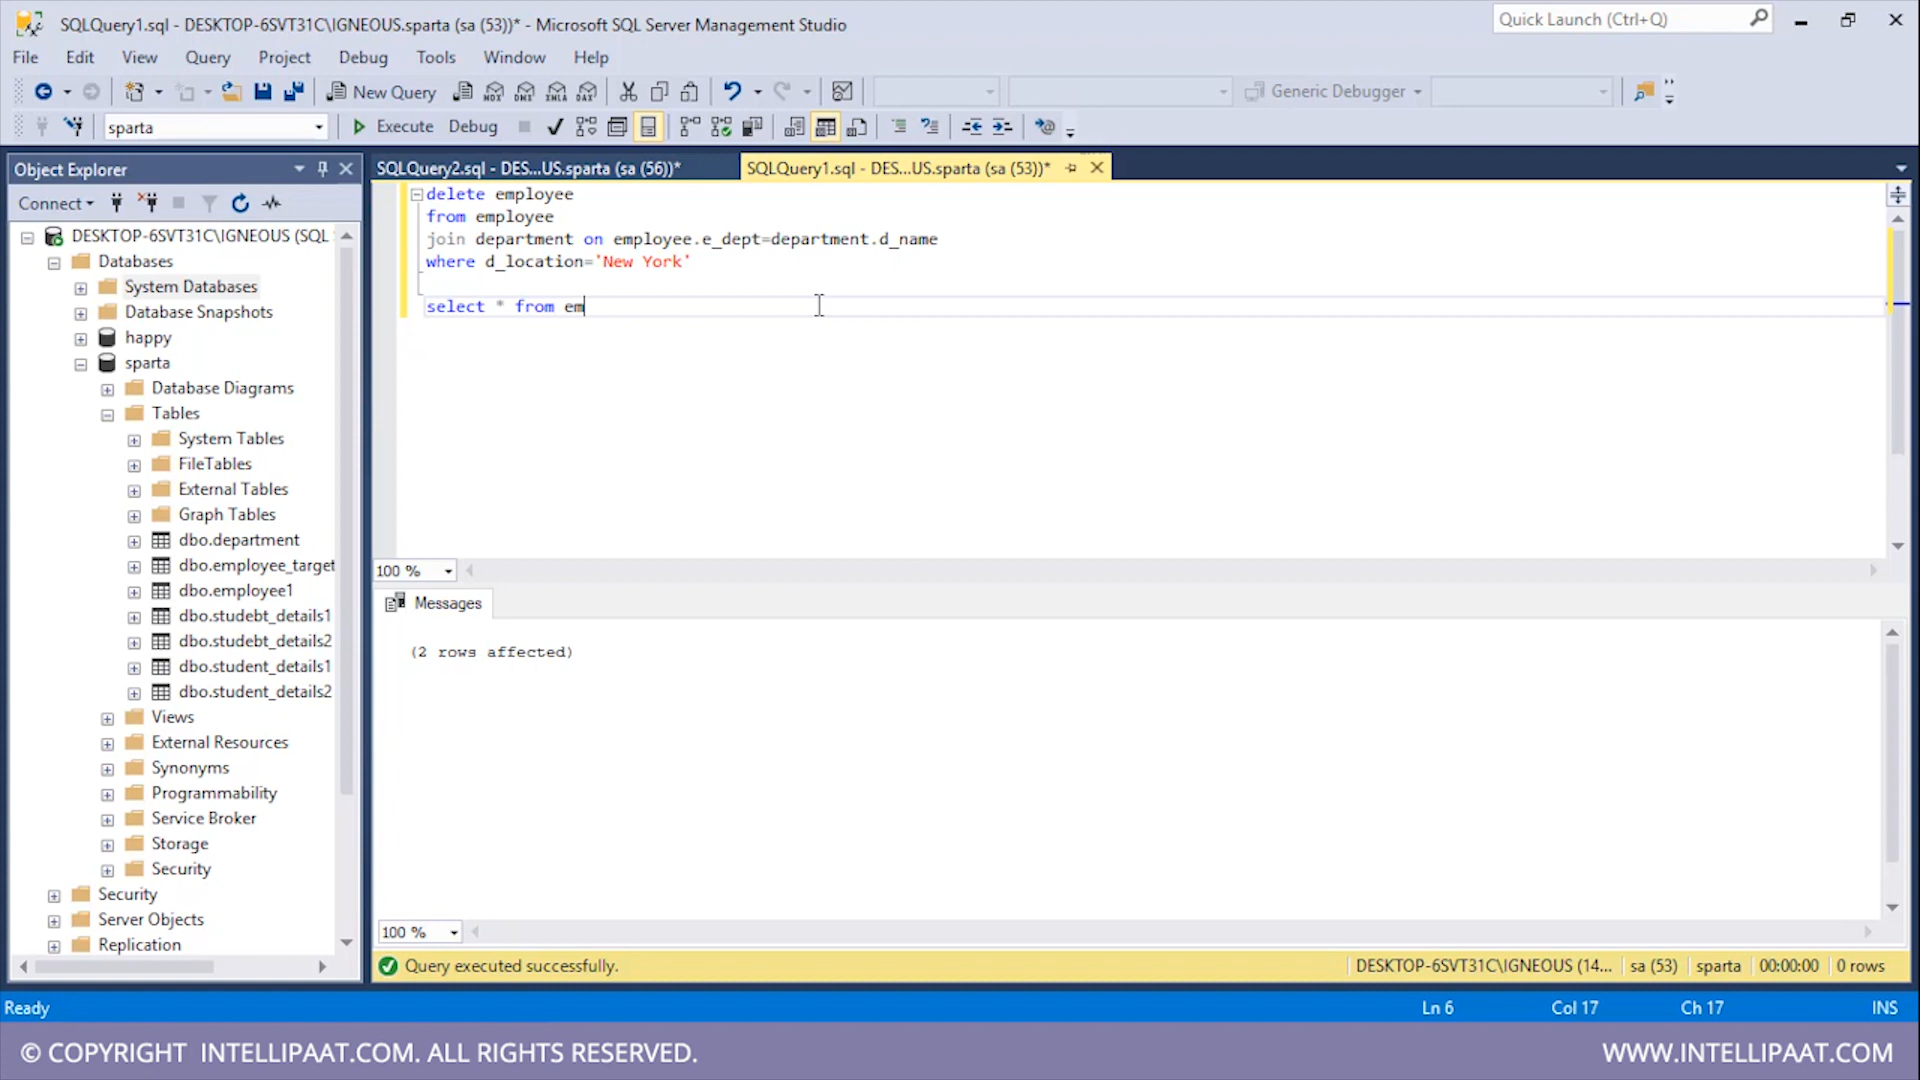 SQLQuery1.sql - DESKTOP-6SVT31C\IGNEOUS.sparta (sa (53))* - Microsoft SQL Server Management Studio
Quick Launch (Ctrl+Q)
File Edit View Query Project Debug Tools Window Help
New Query
MDX DMX XMLA DAX
Generic Debugger
sparta
Execute Debug
Object Explorer
SQLQuery2.sql - DES...US.sparta (sa (56))*
SQLQuery1.sql - DES...US.sparta (sa (53))*
Connect
DESKTOP-6SVT31C\IGNEOUS (SQL
Databases
System Databases
Database Snapshots
happy
sparta
Database Diagrams
Tables
System Tables
FileTables
External Tables
Graph Tables
dbo.department
dbo.employee_target
dbo.employee1
dbo.studebt_details1
dbo.studebt_details2
dbo.student_details1
dbo.student_details2
Views
External Resources
Synonyms
Programmability
Service Broker
Storage
Security
Security
Server Objects
Replication
delete employee
from employee
join department on employee.e_dept=department.d_name
where d_location='New York'
select * from em
100 %
Messages
(2 rows affected)
100 %
Query executed successfully.
DESKTOP-6SVT31C\IGNEOUS (14... sa (53) sparta 00:00:00 0 rows
Ready
Ln 6 Col 17 Ch 17 INS
© COPYRIGHT INTELLIPAAT.COM. ALL RIGHTS RESERVED.
WWW.INTELLIPAAT.COM